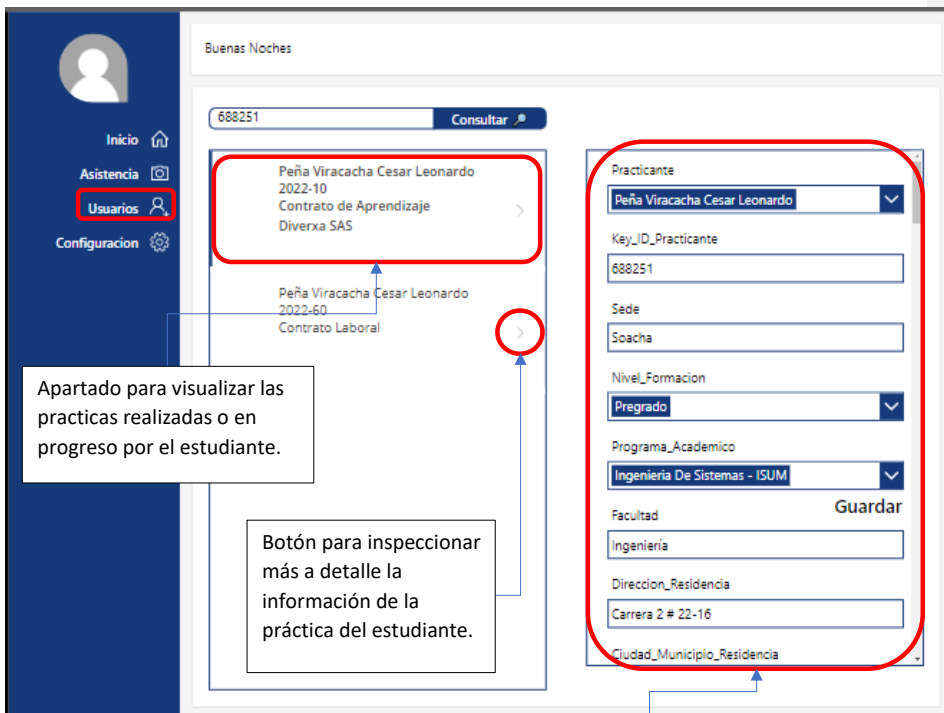 Buenas Noches
Inicio
Asistencia
Usuarios
Configuracion
688251
Consultar
Peña Viracacha Cesar Leonardo
2022-10
Contrato de Aprendizaje
Diverxa SAS
Peña Viracacha Cesar Leonardo
2022-60
Contrato Laboral
Apartado para visualizar las
practicas realizadas o en
progreso por el estudiante.
Botón para inspeccionar
más a detalle la
información de la
práctica del estudiante.
Practicante
Peña Viracacha Cesar Leonardo
Key_ID_Practicante
688251
Sede
Soacha
Nivel_Formacion
Pregrado
Programa_Academico
Ingenieria De Sistemas - ISUM
Guardar
Facultad
Ingeniería
Direccion_Residencia
Carrera 2 # 22-16
Ciudad_Municipio_Residencia